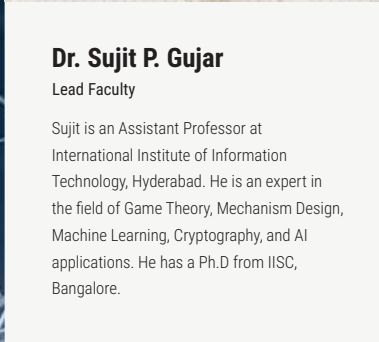 Dr. Sujit P. Gujar
Lead Faculty
Sujit is an Assistant Professor at
International Institute of Information
Technology, Hyderabad. He is an expert in
the field of Game Theory, Mechanism Design,
Machine Learning, Cryptography, and AI
applications. He has a Ph.D from IISC,
Bangalore.